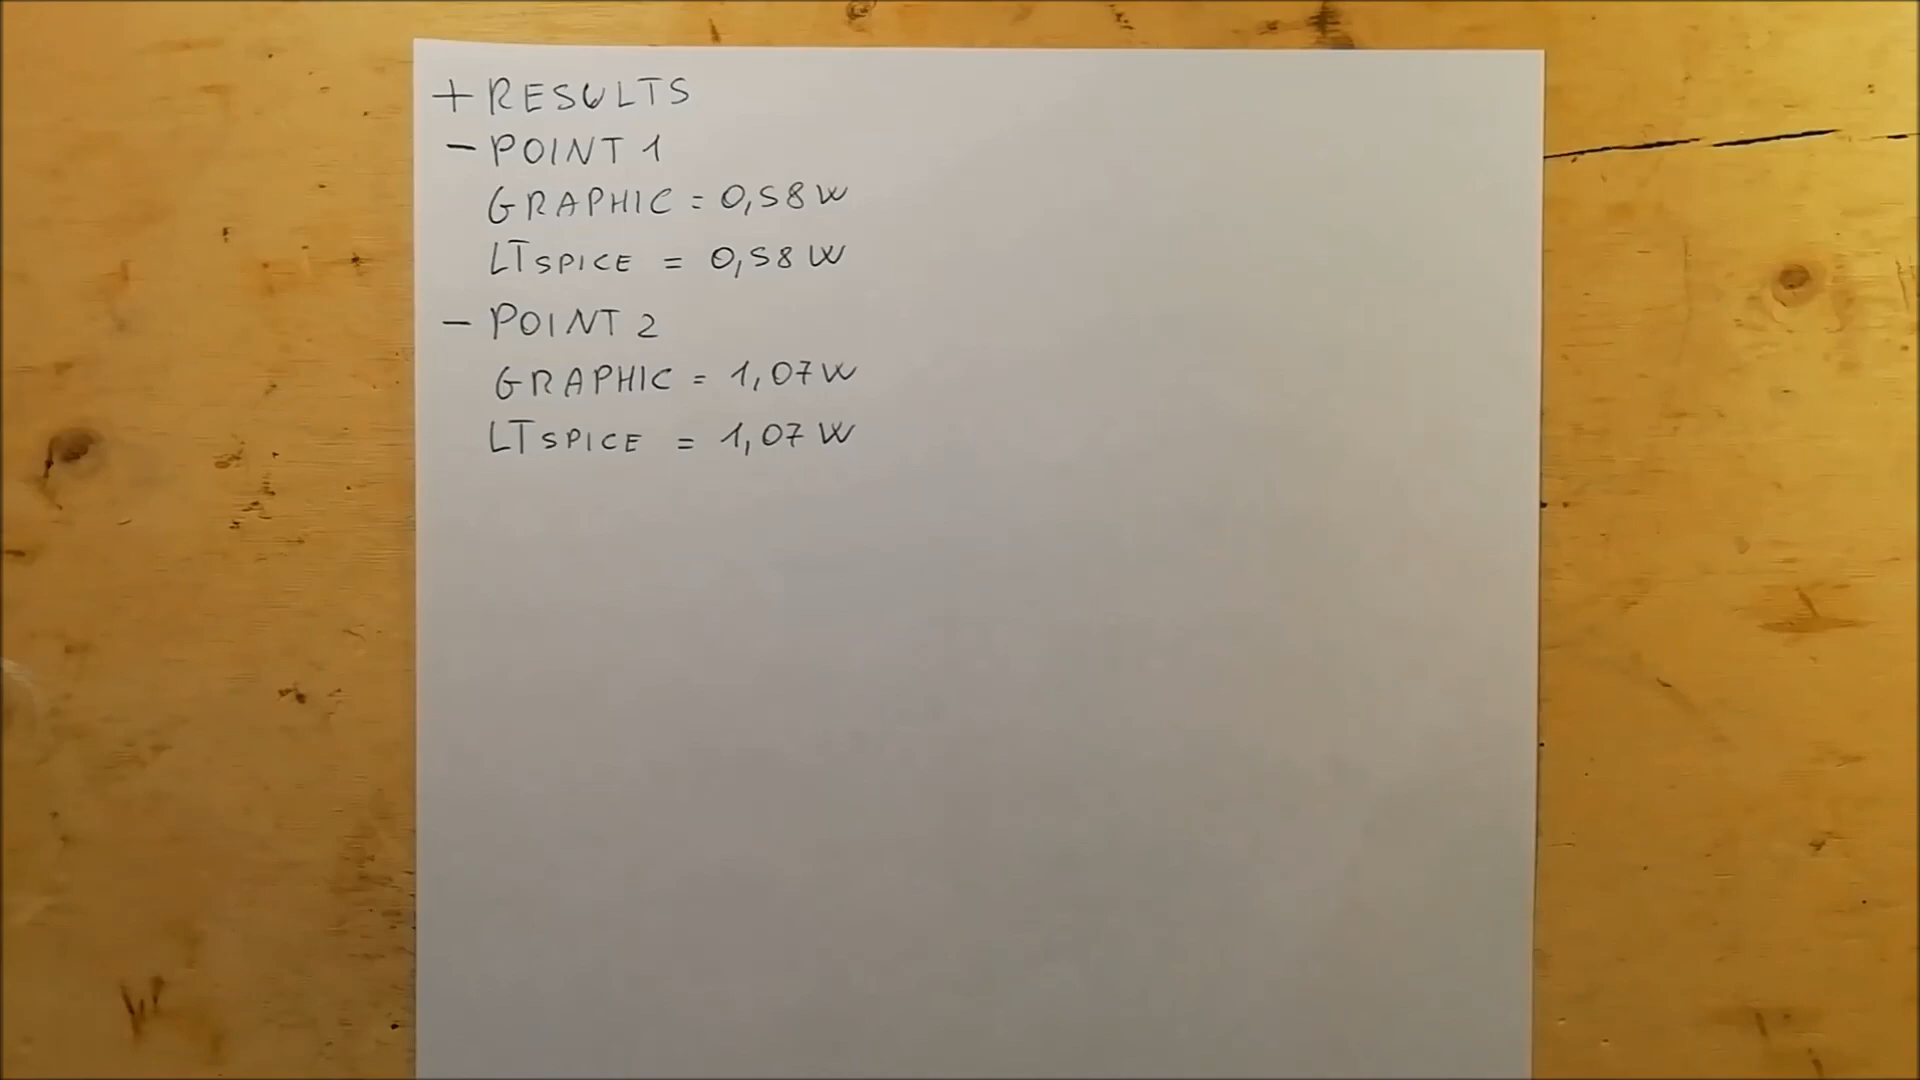 + RESULTS
- POINT 1
GRAPHIC = 0,58 W
LTSPICE = 0,58 W
- POINT 2
GRAPHIC = 1,07 W
LTSPICE = 1,07 W